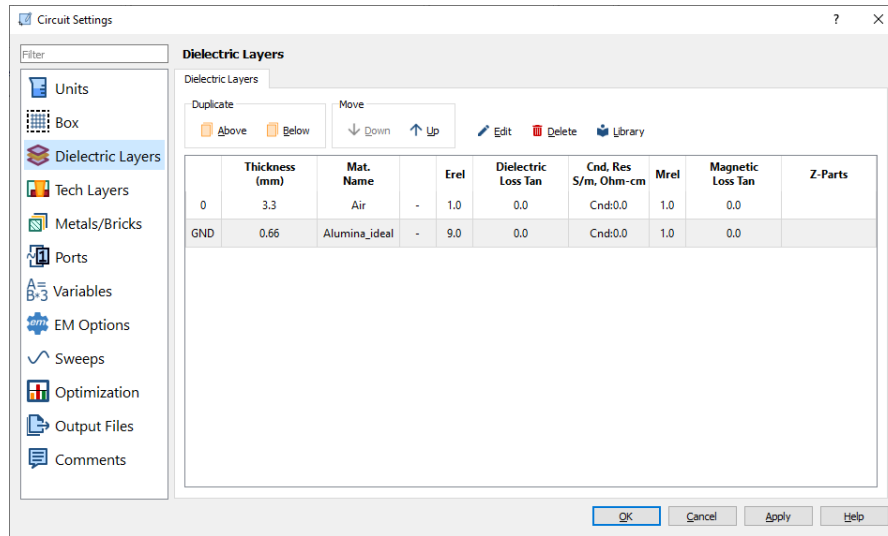 Circuit Settings
?
Filter
Dielectric Layers
Dielectric Layers
Units
Box
Dielectric Layers
Tech Layers
Metals/Bricks
Ports
A=
B*3 Variables
em EM Options
Sweeps
Optimization
Output Files
Comments
Duplicate
Move
Above Below Down Up Edit Delete Library
Thickness (mm) Mat. Name Erel Dielectric Loss Tan Cnd, Res S/m, Ohm-cm Mrel Magnetic Loss Tan Z-Parts
0 3.3 Air - 1.0 0.0 Cnd:0.0 1.0 0.0
GND 0.66 Alumina_ideal - 9.0 0.0 Cnd:0.0 1.0 0.0
OK Cancel Apply Help